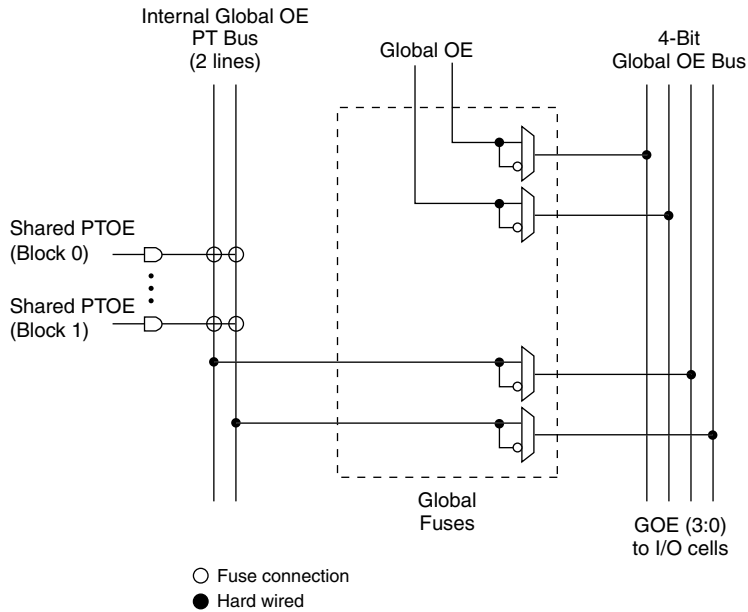 Internal Global OE
PT Bus
(2 lines)
Global OE
4-Bit
Global OE Bus
Shared PTOE
(Block 0)
Shared PTOE
(Block 1)
Global
Fuses
GOE (3:0)
to I/O cells
Fuse connection
Hard wired